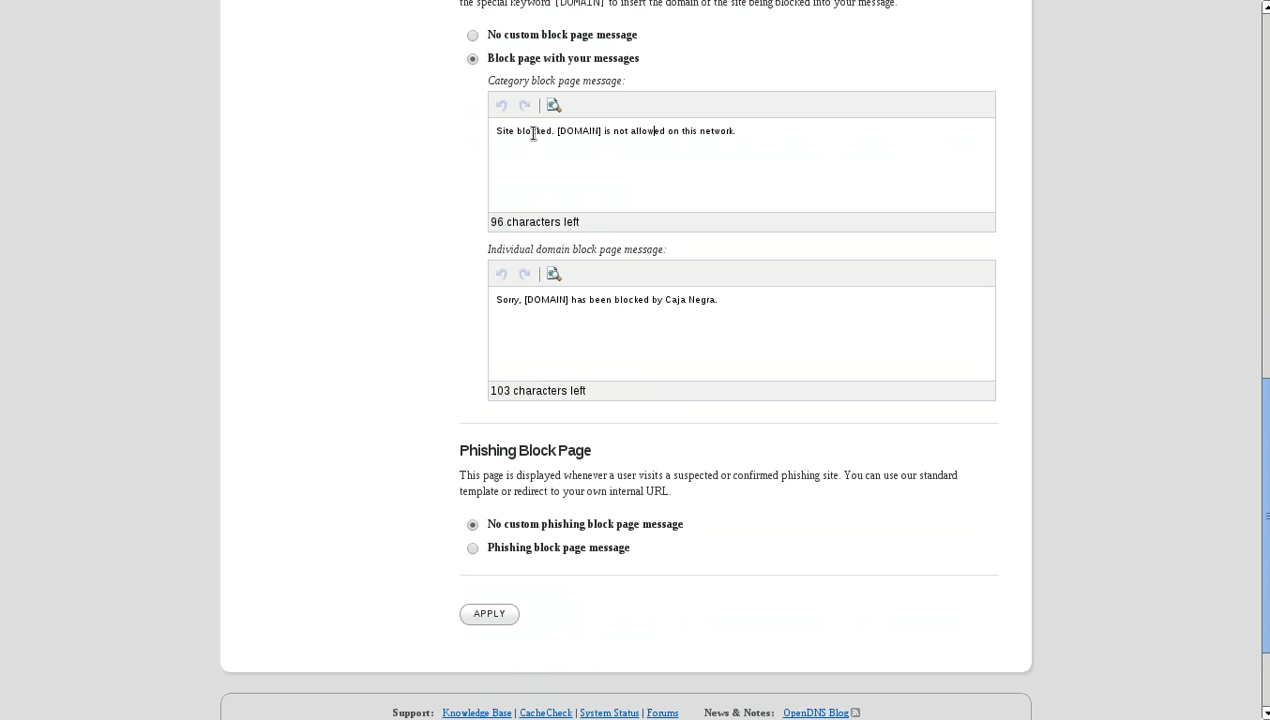 the special keyword [DOMAIN] to insert the domain of the site being blocked into your message.
No custom block page message
Block page with your messages
Category block page message:
Site blocked. [DOMAIN] is not allowed on this network.
96 characters left
Individual domain block page message:
Sorry, [DOMAIN] has been blocked by Caja Negra.
103 characters left
Phishing Block Page
This page is displayed whenever a user visits a suspected or confirmed phishing site. You can use our standard
template or redirect to your own internal URL.
No custom phishing block page message
Phishing block page message
APPLY
Support: Knowledge Base | CacheCheck | System Status | Forums News & Notes: OpenDNS Blog